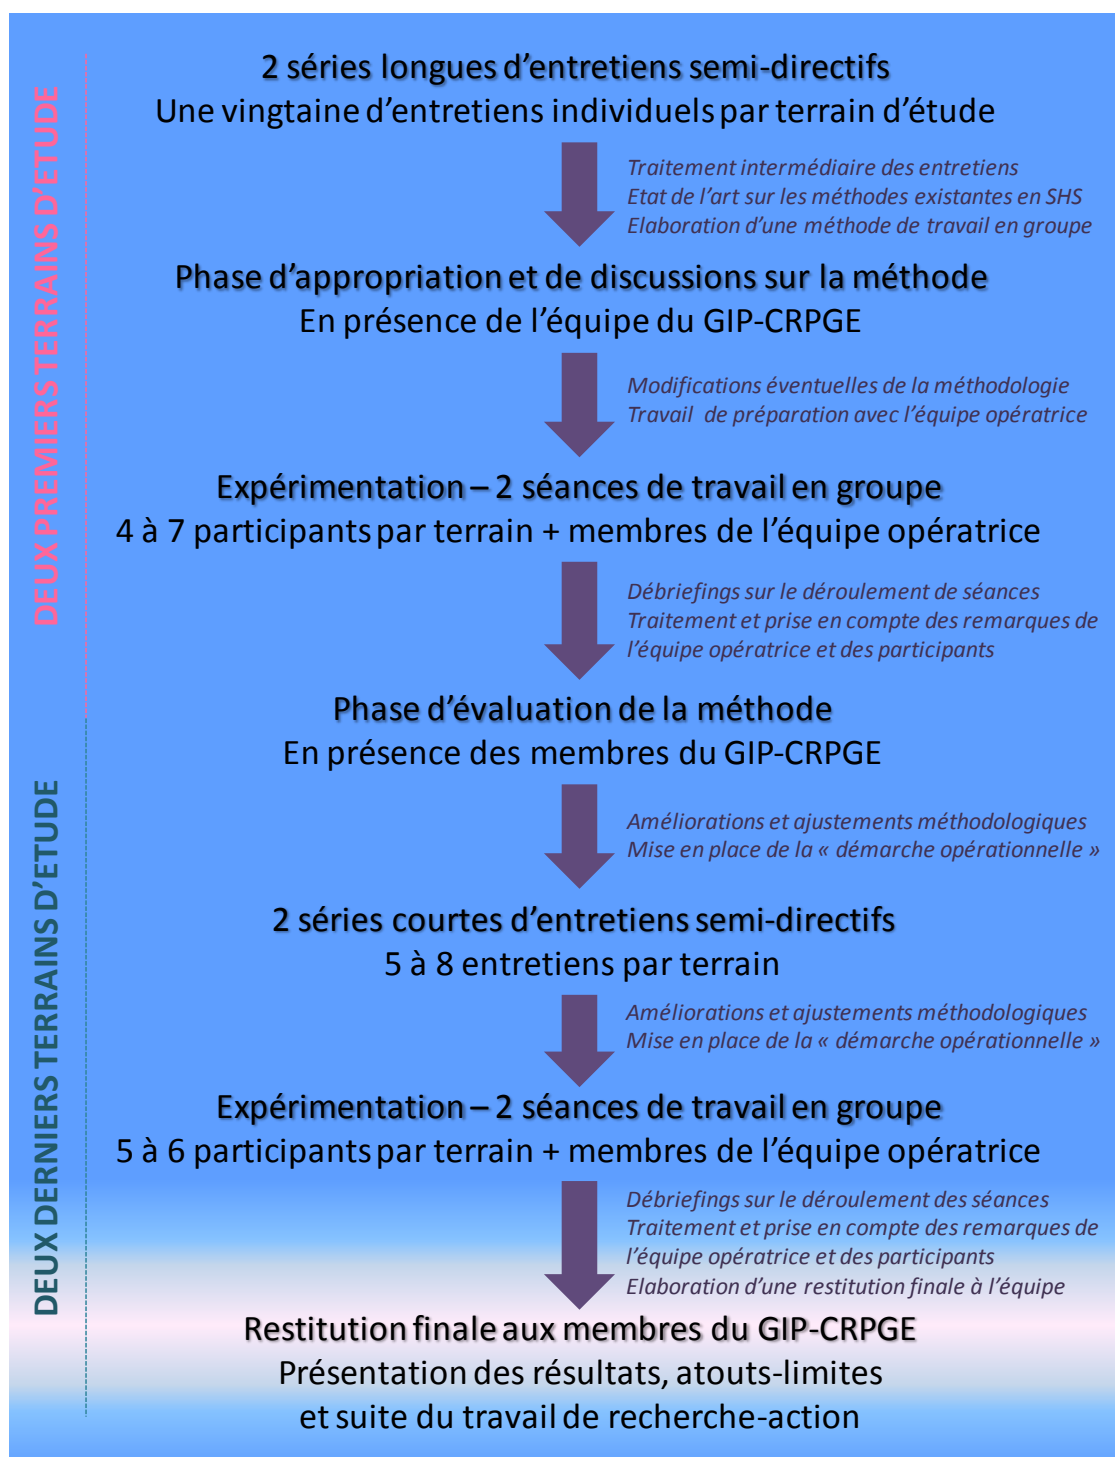 DEUX PREMIERS TERRAINS D'ETUDE
2 séries longues d'entretiens semi-directifs
Une vingtaine d'entretiens individuels par terrain d'étude
Traitement intermédiaire des entretiens
Etat de l'art sur les méthodes existantes en SHS
Elaboration d'une méthode de travail en groupe
Phase d'appropriation et de discussions sur la méthode
En présence de l'équipe du GIP-CRPGE
Modifications éventuelles de la méthodologie
Travail de préparation avec l'équipe opératrice
Expérimentation – 2 séances de travail en groupe
4 à 7 participants par terrain + membres de l'équipe opératrice
Débriefings sur le déroulement de séances
Traitement et prise en compte des remarques de
l'équipe opératrice et des participants
Phase d'évaluation de la méthode
En présence des membres du GIP-CRPGE
DEUX DERNIERS TERRAINS D'ETUDE
Améliorations et ajustements méthodologiques
Mise en place de la « démarche opérationnelle »
2 séries courtes d'entretiens semi-directifs
5 à 8 entretiens par terrain
Améliorations et ajustements méthodologiques
Mise en place de la « démarche opérationnelle »
Expérimentation – 2 séances de travail en groupe
5 à 6 participants par terrain + membres de l'équipe opératrice
Débriefings sur le déroulement des séances
Traitement et prise en compte des remarques de
l'équipe opératrice et des participants
Elaboration d'une restitution finale à l'équipe
Restitution finale aux membres du GIP-CRPGE
Présentation des résultats, atouts-limites
et suite du travail de recherche-action